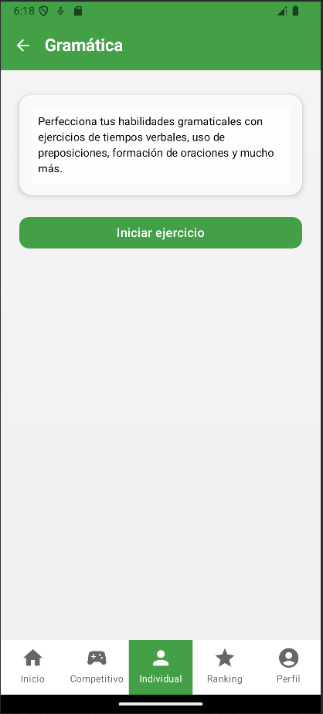 6:18
Gramática
Perfecciona tus habilidades gramaticales con
ejercicios de tiempos verbales, uso de
preposiciones, formación de oraciones y mucho
más.
Iniciar ejercicio
Inicio
Competitivo
Individual
Ranking
Perfil